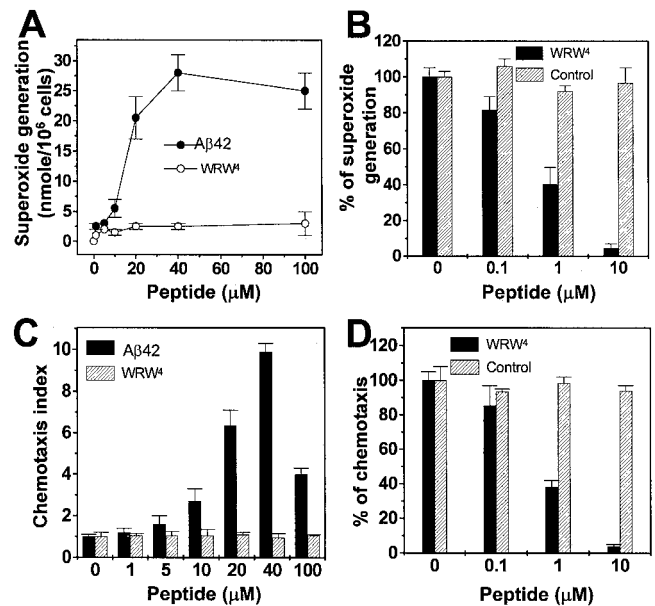 A
Superoxide generation
(nmole/10⁶ cells)
30
25
20
15
10
5
0
Aβ42
WRW⁴
0 20 40 60 80 100
Peptide (μM)
B
% of superoxide
generation
120
100
80
60
40
20
0
WRW⁴
Control
0 0.1 1 10
Peptide (μM)
C
Chemotaxis index
10
8
6
4
2
0
Aβ42
WRW⁴
0 1 5 10 20 40 100
Peptide (μM)
D
% of chemotaxis
120
100
80
60
40
20
0
WRW⁴
Control
0 0.1 1 10
Peptide (μM)